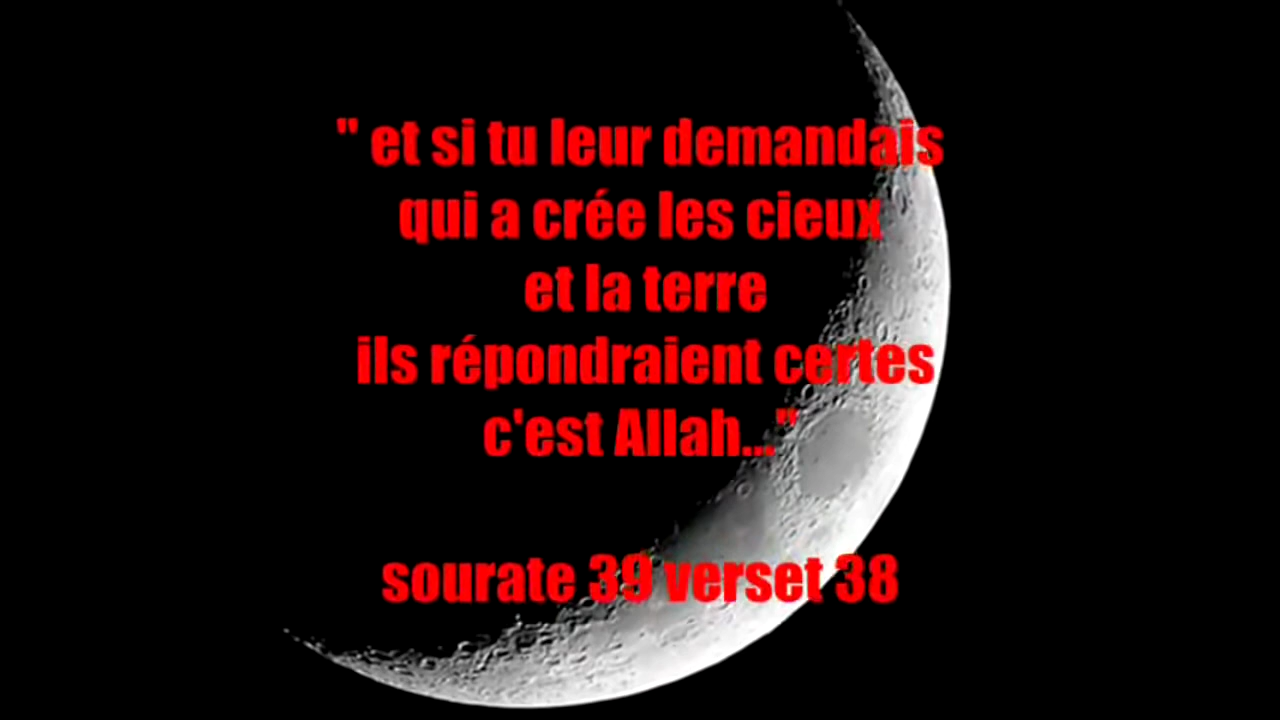 " et si tu leur demandais
qui a crée les cieux
et la terre
ils répondraient certes
c'est Allah..."
sourate 39 verset 38